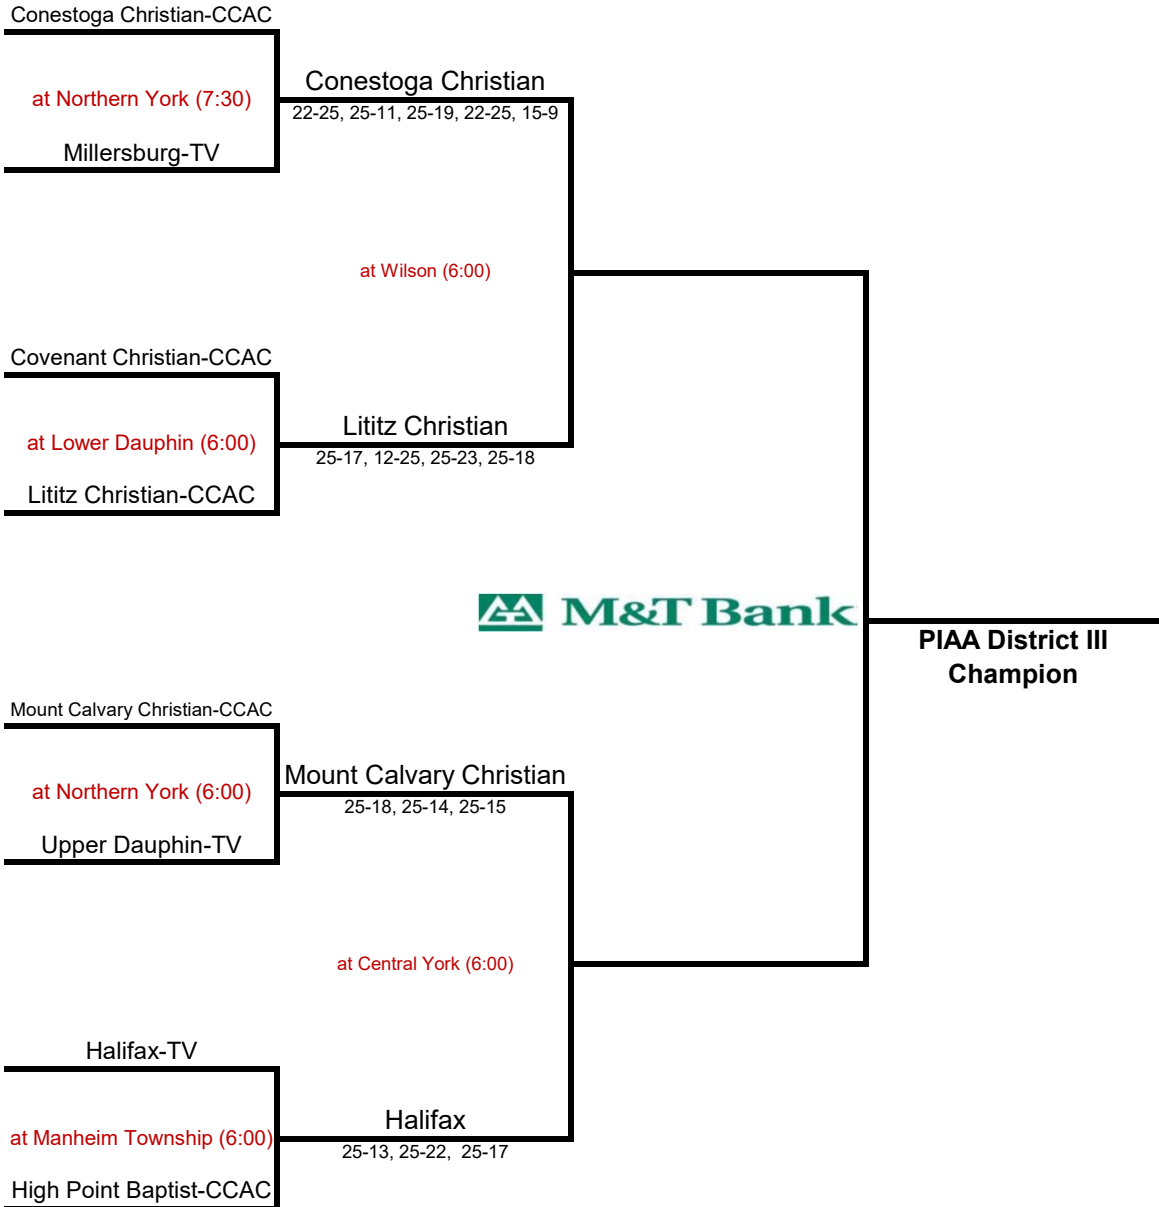 Conestoga Christian-CCAC
at Northern York (7:30)
Millersburg-TV
Conestoga Christian
22-25, 25-11, 25-19, 22-25, 15-9
at Wilson (6:00)
Covenant Christian-CCAC
at Lower Dauphin (6:00)
Lititz Christian-CCAC
Lititz Christian
25-17, 12-25, 25-23, 25-18
M&T Bank
PIAA District III
Champion
Mount Calvary Christian-CCAC
at Northern York (6:00)
Upper Dauphin-TV
Mount Calvary Christian
25-18, 25-14, 25-15
at Central York (6:00)
Halifax-TV
at Manheim Township (6:00)
High Point Baptist-CCAC
Halifax
25-13, 25-22, 25-17